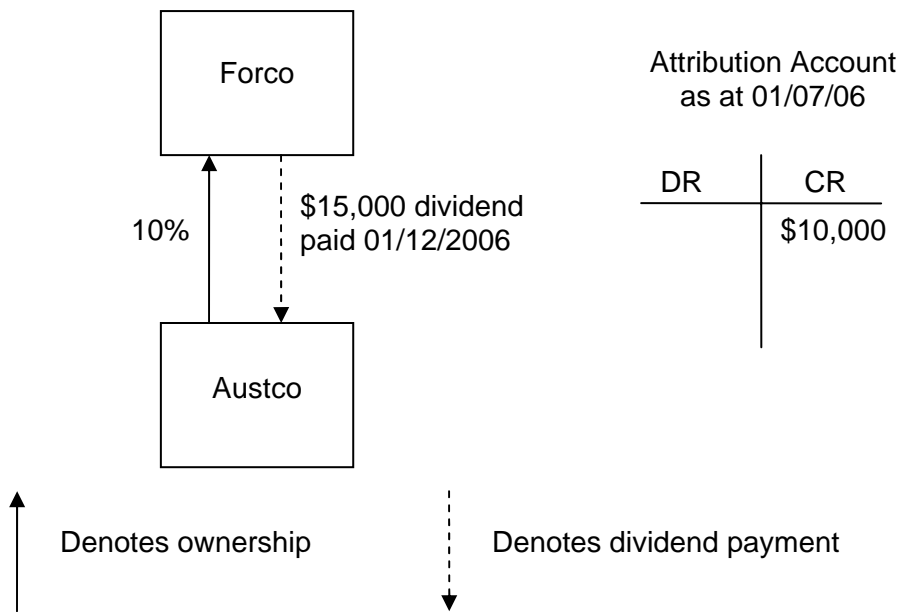 Forco
Attribution Account
as at 01/07/06
DR CR
$10,000
10%
$15,000 dividend
paid 01/12/2006
Austco
Denotes ownership
Denotes dividend payment